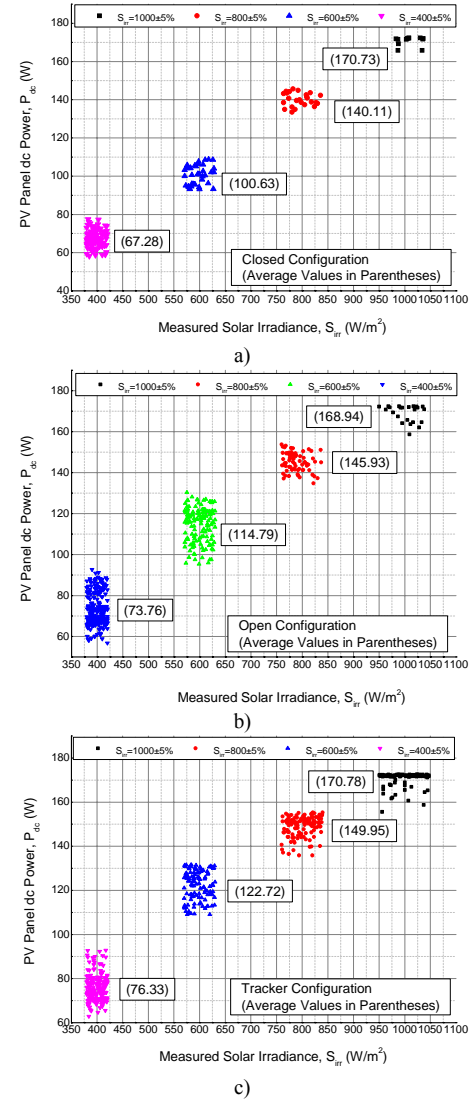 S_irr=1000±5% S_irr=800±5% S_irr=600±5% S_irr=400±5%
180
160
140
120
100
80
60
40
PV Panel dc Power, P_dc (W)
(170.73)
(140.11)
(100.63)
(67.28)
Closed Configuration
(Average Values in Parentheses)
350 400 450 500 550 600 650 700 750 800 850 900 950 1000 1050 1100
Measured Solar Irradiance, S_irr (W/m²)
a)
S_irr=1000±5% S_irr=800±5% S_irr=600±5% S_irr=400±5%
180
160
140
120
100
80
60
PV Panel dc Power, P_dc (W)
(168.94)
(145.93)
(114.79)
(73.76)
Open Configuration
(Average Values in Parentheses)
350 400 450 500 550 600 650 700 750 800 850 900 950 1000 1050 1100
Measured Solar Irradiance, S_irr (W/m²)
b)
S_irr=1000±5% S_irr=800±5% S_irr=600±5% S_irr=400±5%
180
160
140
120
100
80
60
PV Panel dc Power, P_dc (W)
(170.78)
(149.95)
(122.72)
(76.33)
Tracker Configuration
(Average Values in Parentheses)
350 400 450 500 550 600 650 700 750 800 850 900 950 1000 1050 1100
Measured Solar Irradiance, S_irr (W/m²)
c)